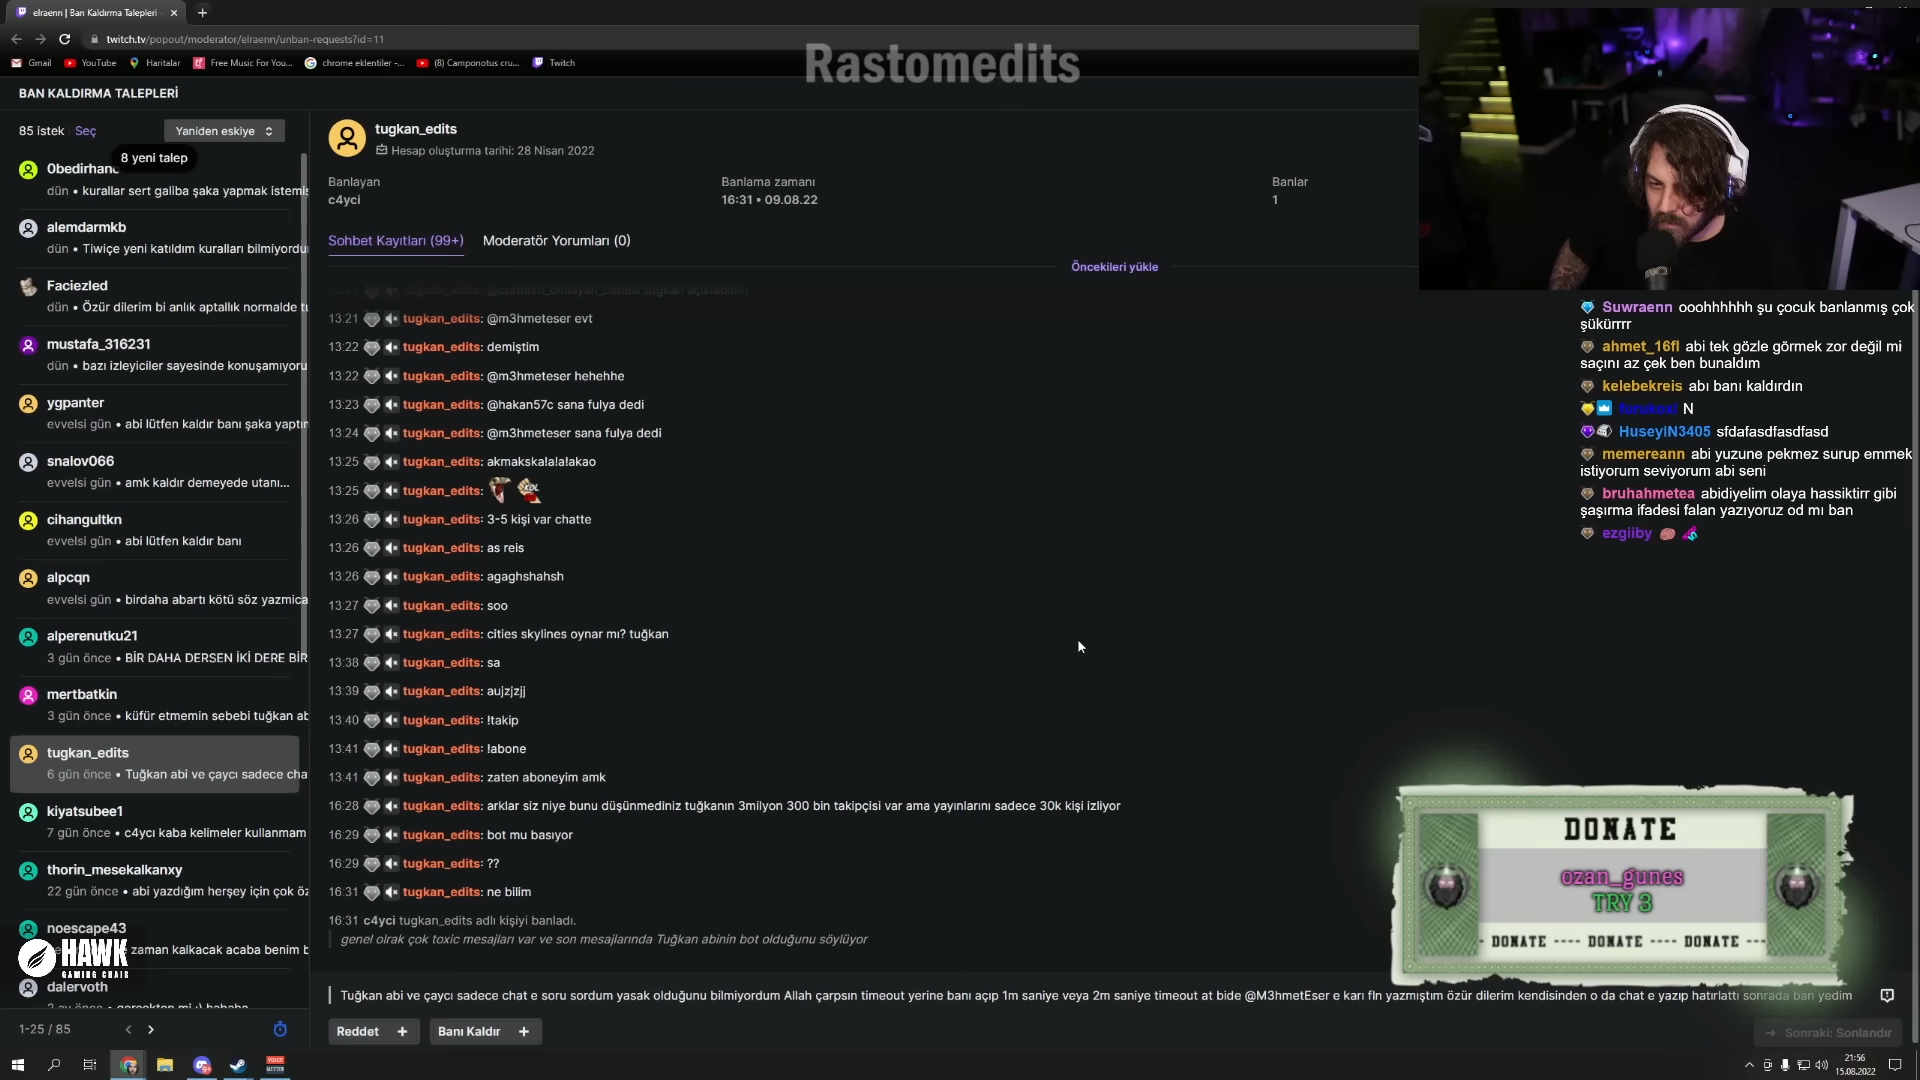 elraenn | Ban Kaldırma Talepleri
twitch.tv/popout/moderator/elraenn/unban-requests?id=11
Gmail
YouTube
Haritalar
Free Music For You...
chrome eklentiler -...
(8) Camponotus cru...
Twitch
Rastomedits
BAN KALDIRMA TALEPLERİ
85 istek
Seç
Yaniden eskiye
8 yeni talep
0bedirhan
dün • kurallar sert galiba şaka yapmak istemiş
alemdarmkb
dün • Tiwiçe yeni katıldım kuralları bilmiyordu
Faciezled
dün • Özür dilerim bi anlık aptallık normalde tu
mustafa_316231
dün • bazı izleyiciler sayesinde konuşamıyoru
ygpanter
evvelsi gün • abi lütfen kaldır banı şaka yaptın
snalov066
evvelsi gün • amk kaldır demeyede utanı...
cihangultkn
evvelsi gün • abi lütfen kaldır banı
alpcqn
evvelsi gün • birdaha abartı kötü söz yazmica
alperenutku21
3 gün önce • BİR DAHA DERSEN İKİ DERE BİR
mertbatkin
3 gün önce • küfür etmemin sebebi tuğkan ab
tugkan_edits
6 gün önce • Tuğkan abi ve çaycı sadece cha
kiyatsubee1
7 gün önce • c4ycı kaba kelimeler kullanmam
thorin_mesekalkanxy
22 gün önce • abi yazdığım herşey için çok öz
noescape43
zaman kalkacak acaba benim b
HAWK
GAMING CHAIR
dalervoth
1-25 / 85
tugkan_edits
Hesap oluşturma tarihi: 28 Nisan 2022
Banlayan
c4yci
Banlama zamanı
16:31 • 09.08.22
Banlar
1
Sohbet Kayıtları (99+)
Moderatör Yorumları (0)
Öncekileri yükle
13:21 tugkan_edits: @m3hmeteser evt
13:22 tugkan_edits: demiştim
13:22 tugkan_edits: @m3hmeteser hehehhe
13:23 tugkan_edits: @hakan57c sana fulya dedi
13:24 tugkan_edits: @m3hmeteser sana fulya dedi
13:25 tugkan_edits: akmakskala!a!akao
13:25 tugkan_edits:
13:26 tugkan_edits: 3-5 kişi var chatte
13:26 tugkan_edits: as reis
13:26 tugkan_edits: agaghshahsh
13:27 tugkan_edits: soo
13:27 tugkan_edits: cities skylines oynar mı? tuğkan
13:38 tugkan_edits: sa
13:39 tugkan_edits: aujzjzjj
13:40 tugkan_edits: !takip
13:41 tugkan_edits: !abone
13:41 tugkan_edits: zaten aboneyim amk
16:28 tugkan_edits: arklar siz niye bunu düşünmediniz tuğkanın 3milyon 300 bin takipçisi var ama yayınlarını sadece 30k kişi izliyor
16:29 tugkan_edits: bot mu basıyor
16:29 tugkan_edits: ??
16:31 tugkan_edits: ne bilim
16:31 c4yci tugkan_edits adlı kişiyi banladı.
genel olrak çok toxic mesajları var ve son mesajlarında Tuğkan abinin bot olduğunu söylüyor
Tuğkan abi ve çaycı sadece chat e soru sordum yasak olduğunu bilmiyordum Allah çarpsın timeout yerine banı açıp 1m saniye veya 2m saniye timeout at bide @M3hmetEser e karı fln yazmıştım özür dilerim kendisinden o da chat e yazıp hatırlattı sonrada ban yedim
Reddet +
Banı Kaldır +
Sonraki: Sonlandır
Suwraenn ooohhhhhh şu çocuk banlanmış çok
şükürrrr
ahmet_16fl abi tek gözle görmek zor değil mi
saçını az çek ben bunaldım
kelebekreis abı banı kaldırdın
N
HuseyiN3405 sfdafasdfasdfasd
memereann abi yuzune pekmez surup emmek
istiyorum seviyorum abi seni
bruhahmetea abidiyelim olaya hassiktirr gibi
şaşırma ifadesi falan yazıyoruz od mı ban
ezgiiby
DONATE
ozan_gunes
TRY 3
- DONATE ---- DONATE ---- DONATE ---
21:56
15.08.2022